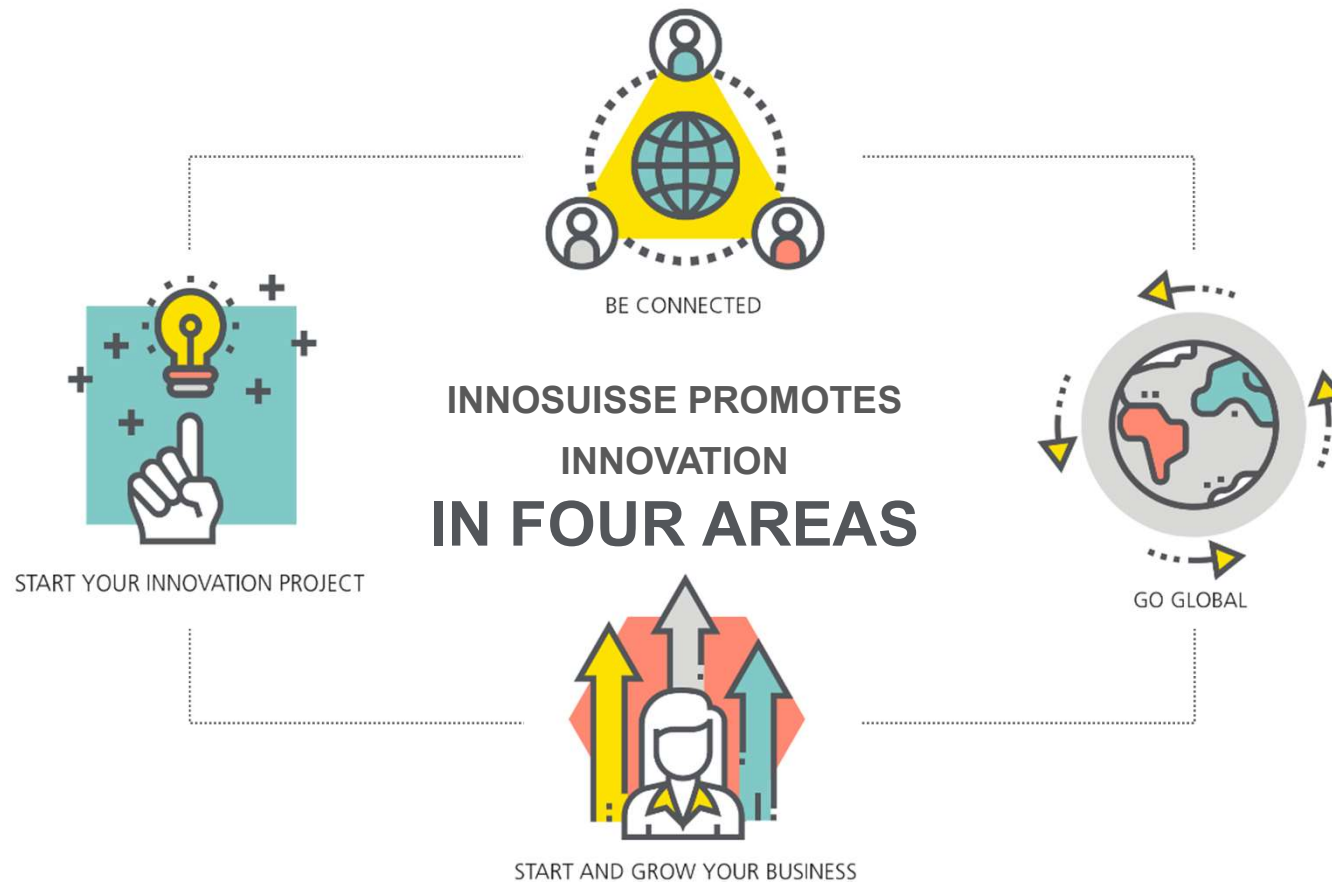 BE CONNECTED
INNOSUISSE PROMOTES
INNOVATION
IN FOUR AREAS
START YOUR INNOVATION PROJECT
GO GLOBAL
START AND GROW YOUR BUSINESS